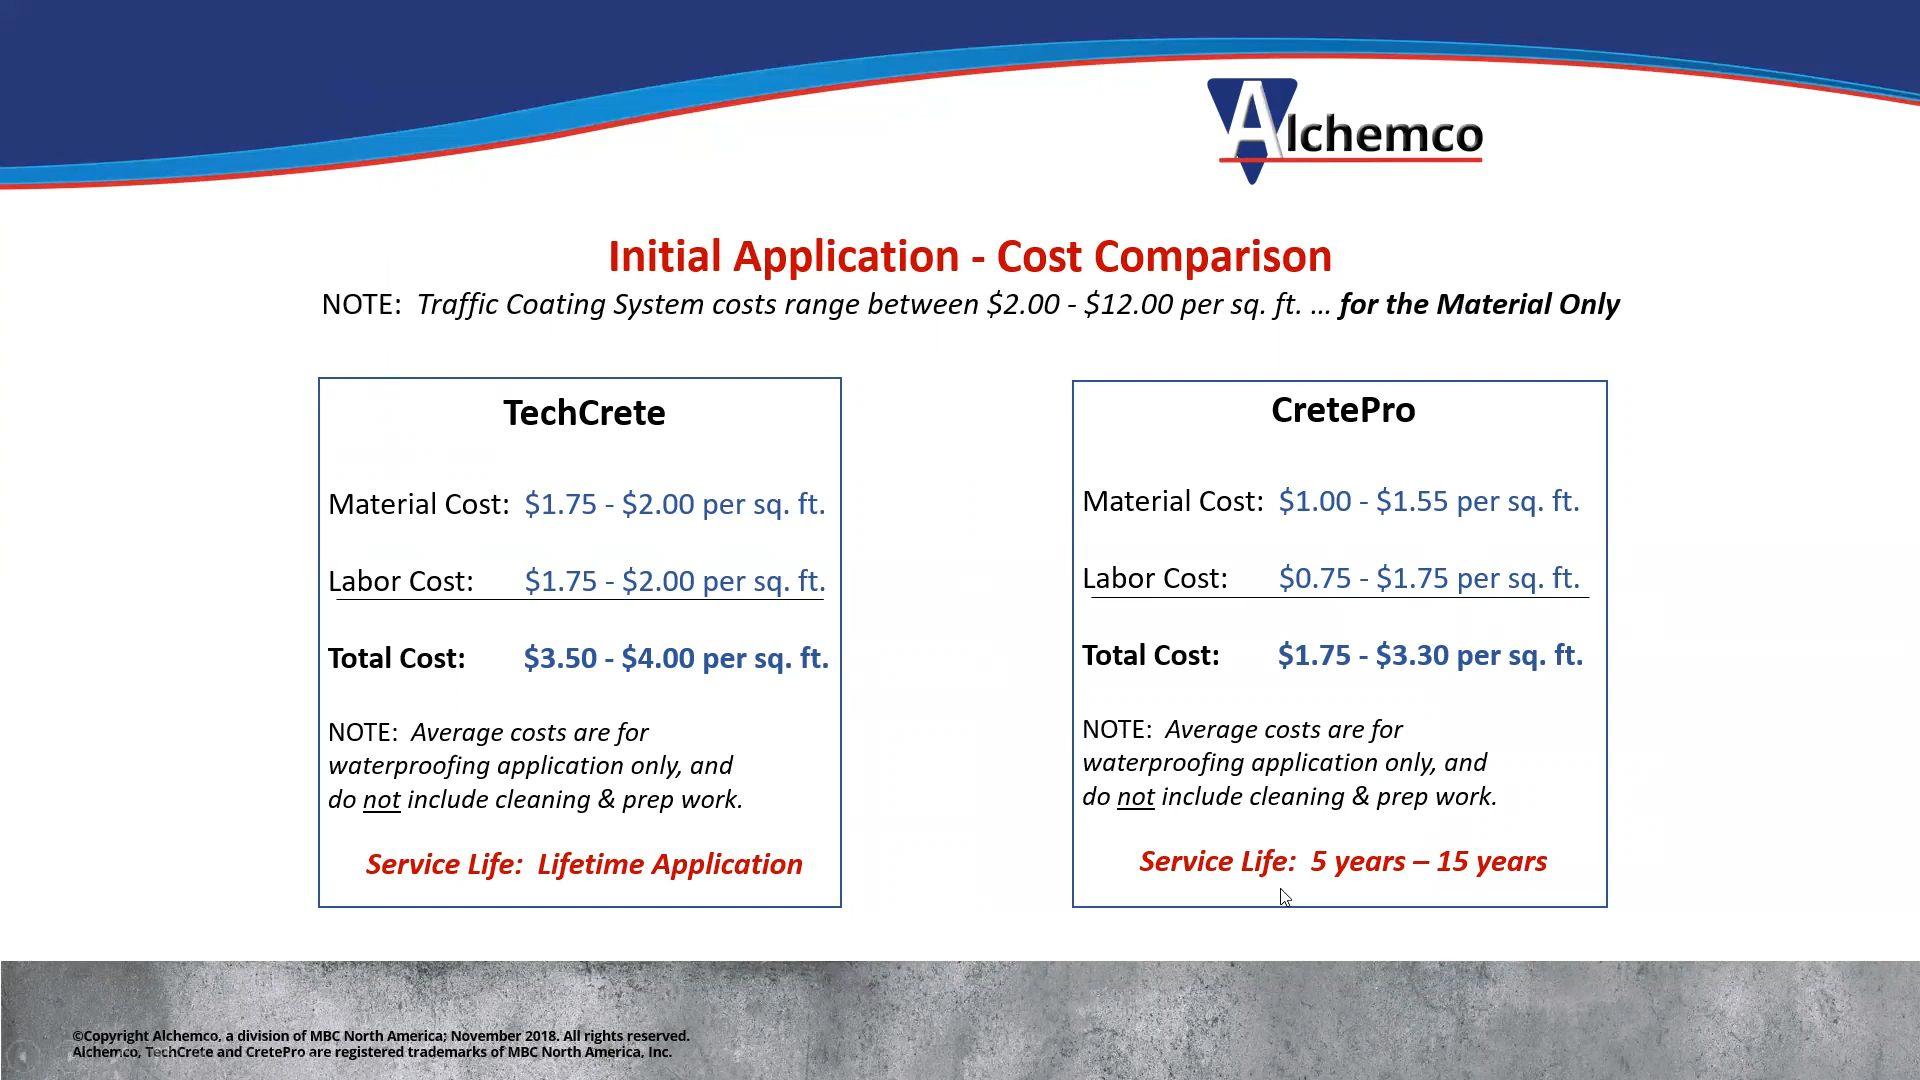 Alchemco
Initial Application - Cost Comparison
NOTE: Traffic Coating System costs range between $2.00 - $12.00 per sq. ft. ... for the Material Only
TechCrete
Material Cost: $1.75 - $2.00 per sq. ft.
Labor Cost: $1.75 - $2.00 per sq. ft.
Total Cost: $3.50 - $4.00 per sq. ft.
NOTE: Average costs are for
waterproofing application only, and
do not include cleaning & prep work.
Service Life: Lifetime Application
CretePro
Material Cost: $1.00 - $1.55 per sq. ft.
Labor Cost: $0.75 - $1.75 per sq. ft.
Total Cost: $1.75 - $3.30 per sq. ft.
NOTE: Average costs are for
waterproofing application only, and
do not include cleaning & prep work.
Service Life: 5 years – 15 years
©Copyright Alchemco, a division of MBC North America; November 2018. All rights reserved.
Alchemco, TechCrete and CretePro are registered trademarks of MBC North America, Inc.